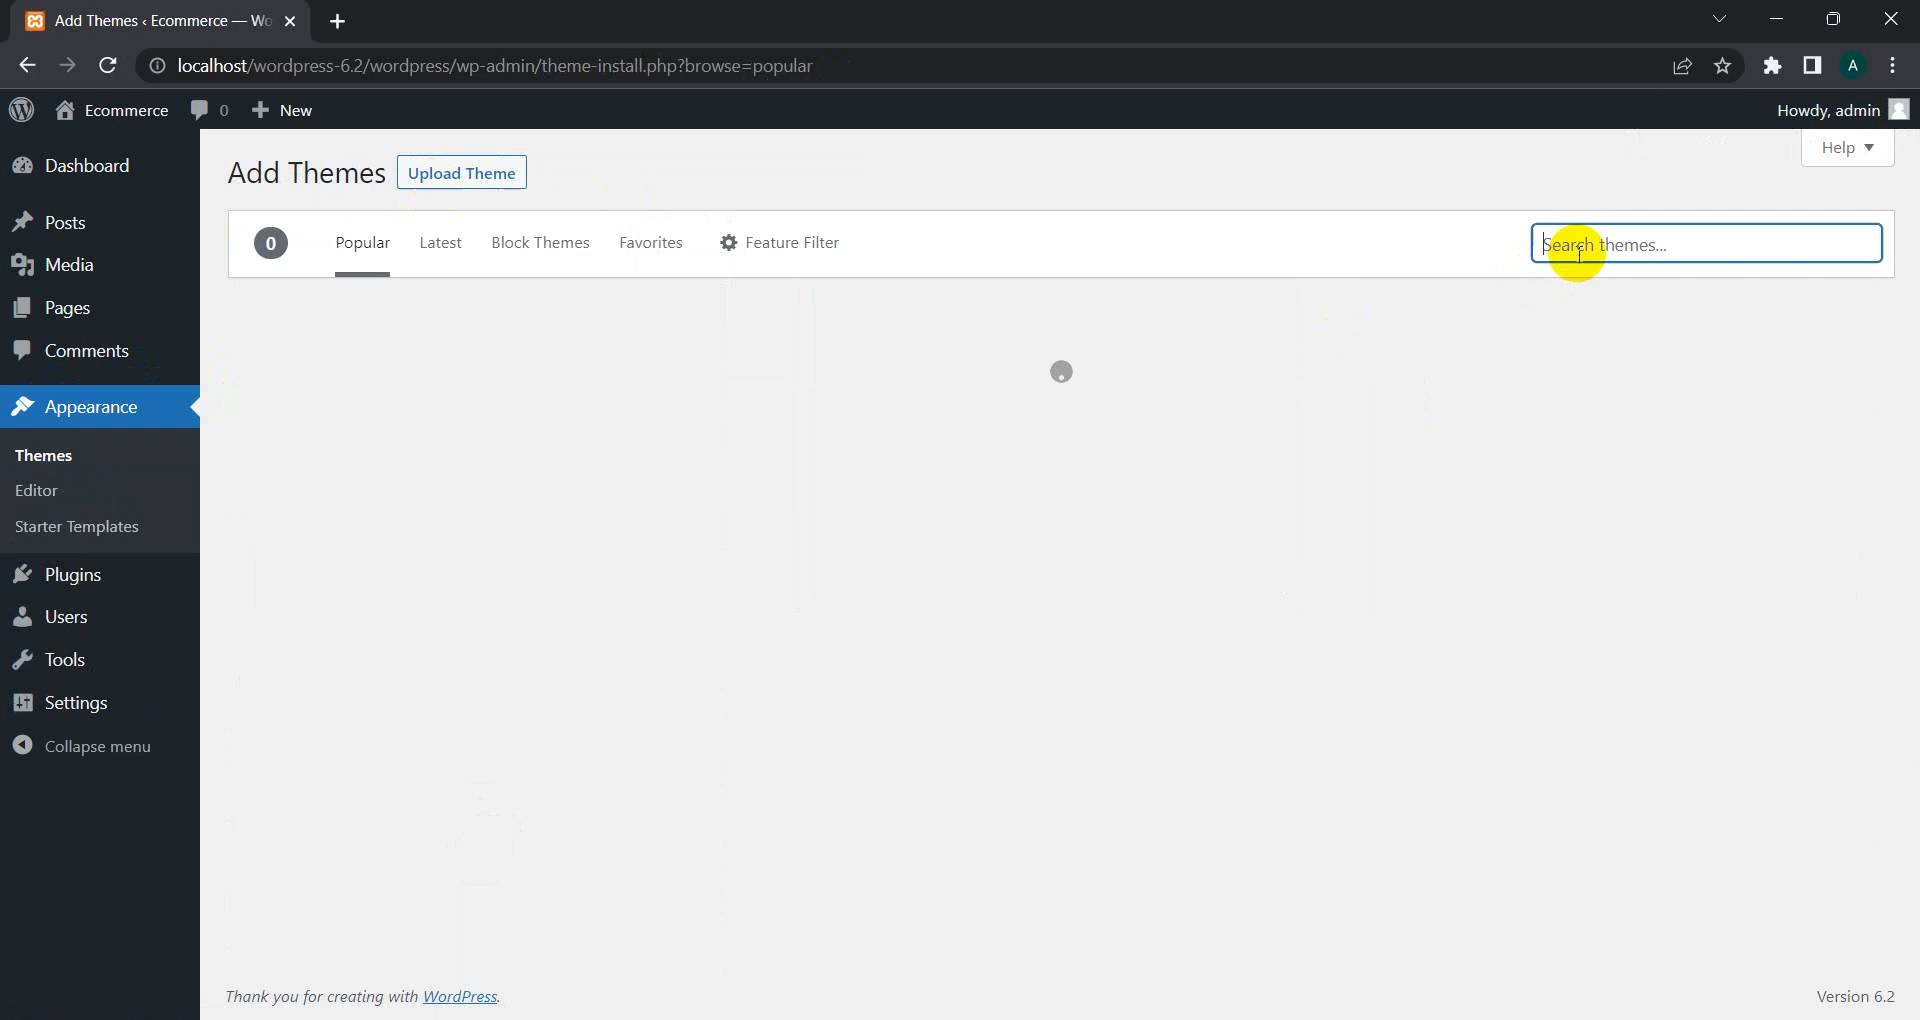 Add Themes ‹ Ecommerce — Wo
localhost/wordpress-6.2/wordpress/wp-admin/theme-install.php?browse=popular
A
Ecommerce 0 New
Howdy, admin
Help
Dashboard
Posts
Media
Pages
Comments
Appearance
Themes
Editor
Starter Templates
Plugins
Users
Tools
Settings
Collapse menu
Add Themes Upload Theme
0 Popular Latest Block Themes Favorites Feature Filter
Search themes...
Thank you for creating with WordPress.
Version 6.2